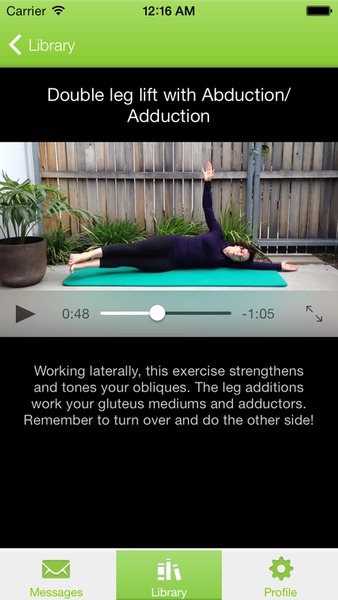 Carrier 12:16 AM
Library
Double leg lift with Abduction/
Adduction
0:48 -1:05
Working laterally, this exercise strengthens
and tones your obliques. The leg additions
work your gluteus mediums and adductors.
Remember to turn over and do the other side!
Messages Library Profile